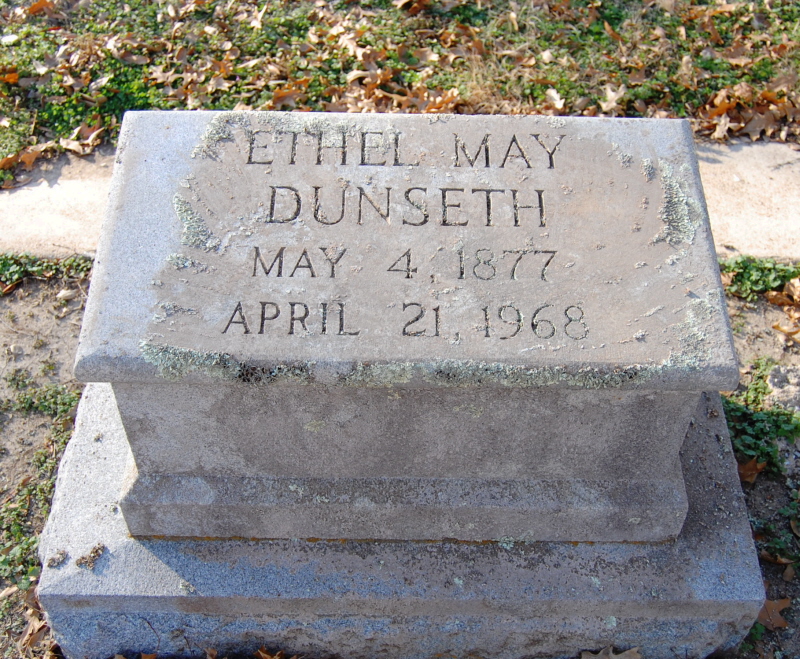 ETHEL MAY
DUNSETH
MAY 4, 1877
APRIL 21, 1968